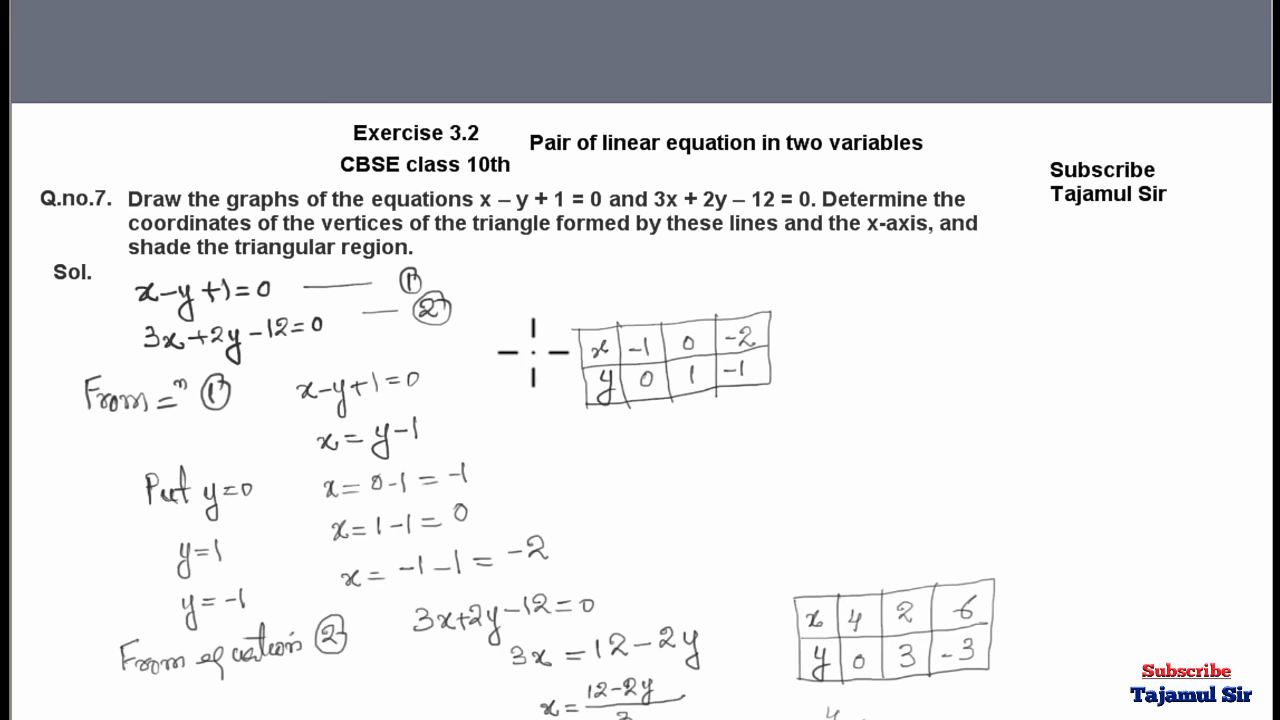 Exercise 3.2
CBSE class 10th
Pair of linear equation in two variables
Subscribe
Tajamul Sir
Q.no.7. Draw the graphs of the equations x – y + 1 = 0 and 3x + 2y – 12 = 0. Determine the
coordinates of the vertices of the triangle formed by these lines and the x-axis, and
shade the triangular region.
Sol.
x-y+1=0 —— ①
3x+2y-12=0 — ②
x -1 0 -2
y 0 1 -1
From =ⁿ ① x-y+1=0
x = y-1
Put y=0 x = 0-1 = -1
y=1 x = 1-1 = 0
y=-1 x = -1-1 = -2
From equation ② 3x+2y-12=0
3x = 12-2y
x = 12-2y
x 4 2 6
y 0 3 -3
Subscribe
Tajamul Sir